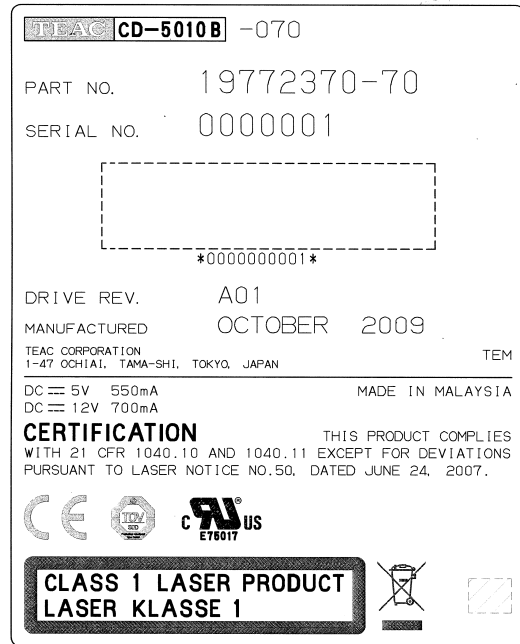 TEAC CD-5010B -070
PART NO. 19772370-70
SERIAL NO. 0000001
*0000000001*
DRIVE REV. A01
MANUFACTURED OCTOBER 2009
TEAC CORPORATION
1-47 OCHIAI, TAMA-SHI, TOKYO, JAPAN
TEM
DC 5V 550mA
MADE IN MALAYSIA
DC 12V 700mA
CERTIFICATION THIS PRODUCT COMPLIES
WITH 21 CFR 1040.10 AND 1040.11 EXCEPT FOR DEVIATIONS
PURSUANT TO LASER NOTICE NO.50, DATED JUNE 24, 2007.
CE
TÜV
SÜD
C RU US
E75017
CLASS 1 LASER PRODUCT
LASER KLASSE 1